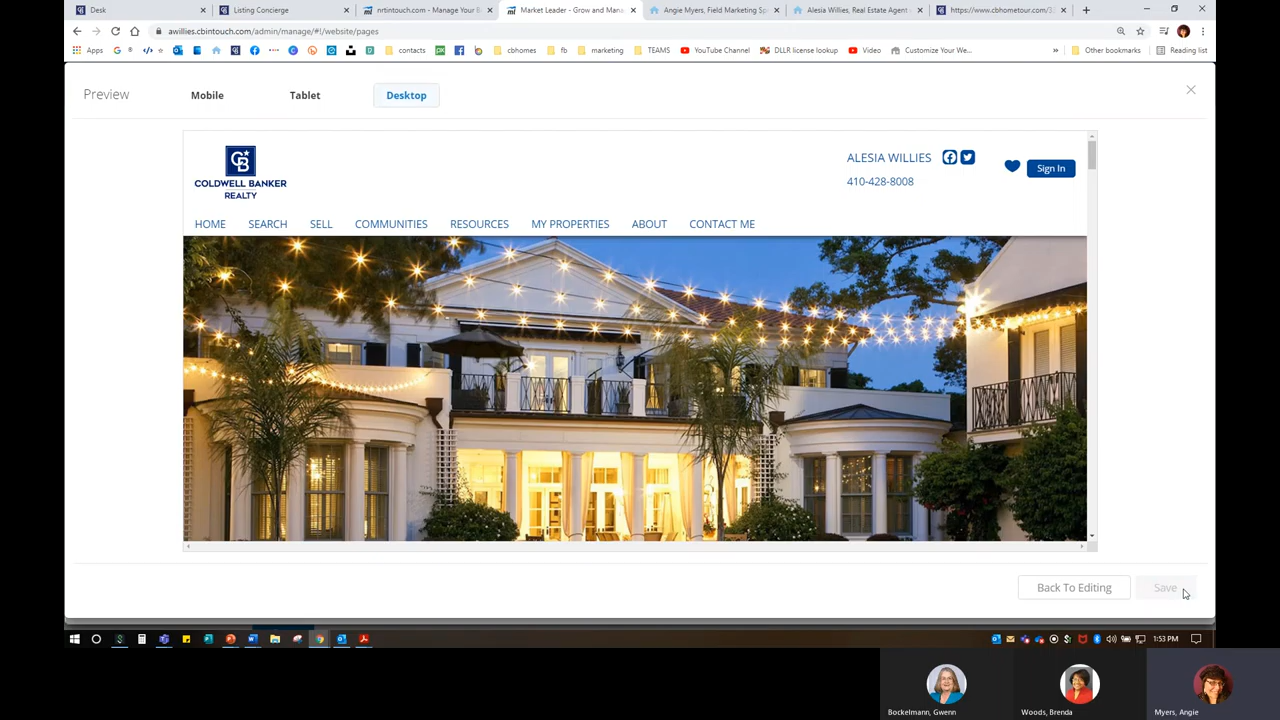 Desk
Listing Concierge
nrtintouch.com - Manage Your B
Market Leader - Grow and Man
Angie Myers, Field Marketing Sp
Alesia Willies, Real Estate Agent
https://www.cbhometour.com/3
awillies.cbintouch.com/admin/manage/#!/website/pages
Apps
contacts
cbhomes
fb
marketing
TEAMS
YouTube Channel
DLLR license lookup
Video
Customize Your We...
Other bookmarks
Reading list
Preview
Mobile
Tablet
Desktop
COLDWELL BANKER
REALTY
ALESIA WILLIES
410-428-8008
Sign In
HOME SEARCH SELL COMMUNITIES RESOURCES MY PROPERTIES ABOUT CONTACT ME
Back To Editing
Save
1:53 PM
Bockelmann, Gwenn
Woods, Brenda
Myers, Angie